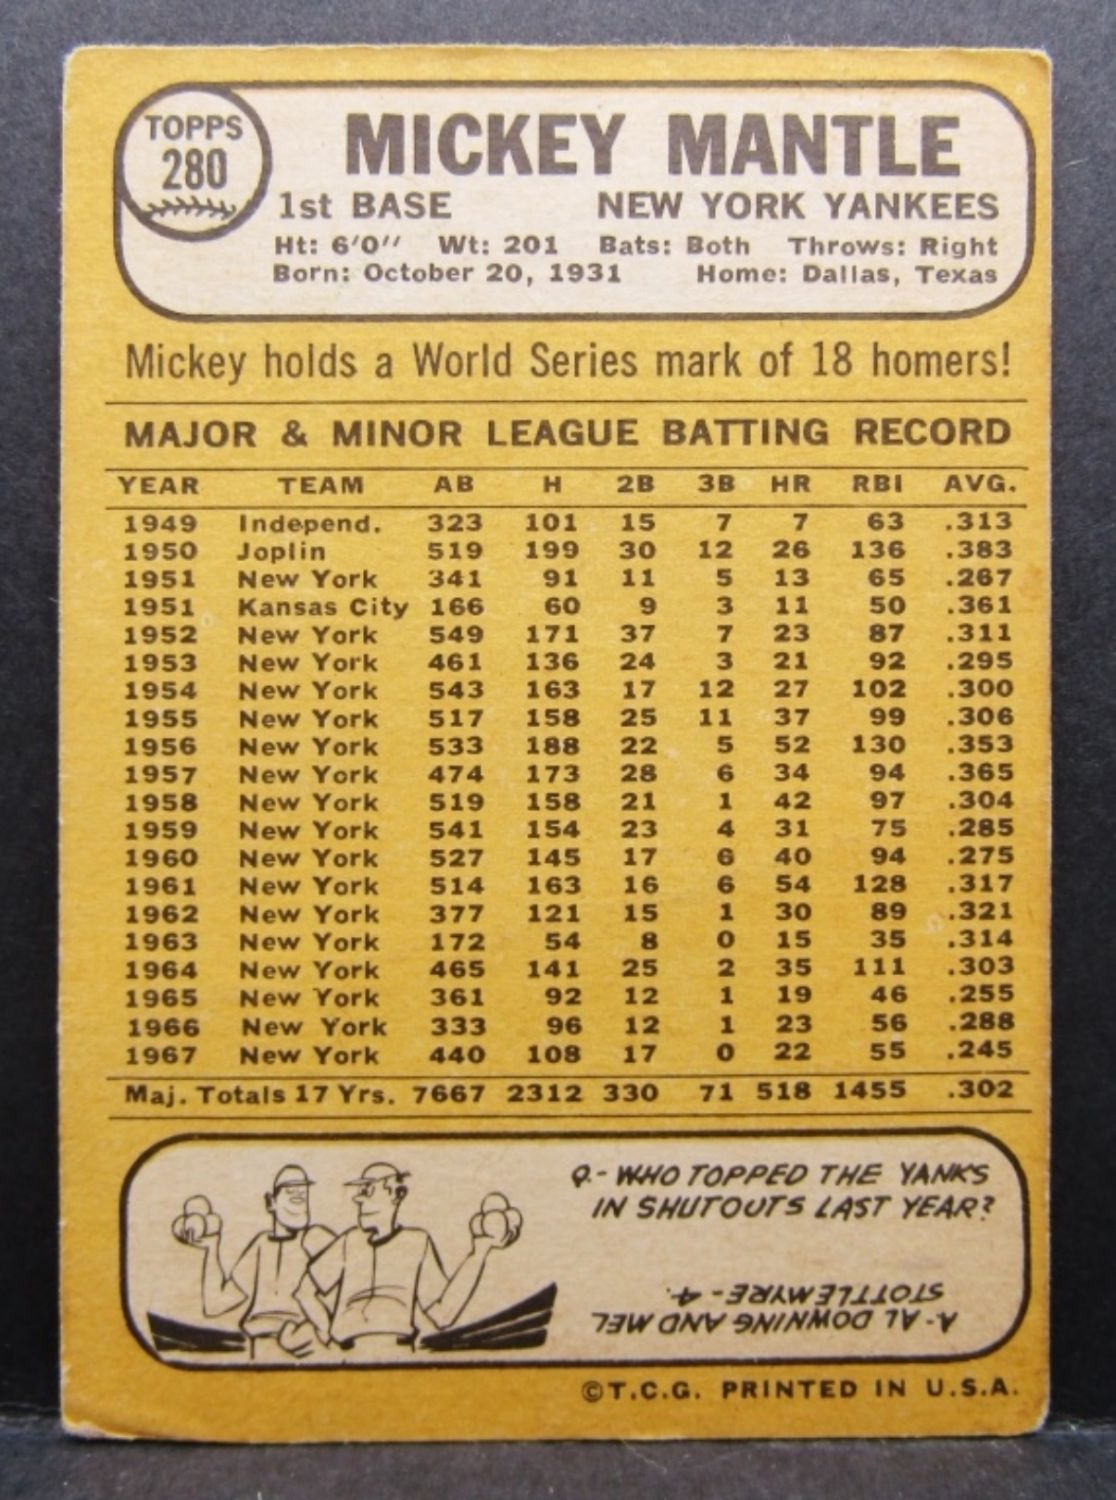 TOPPS
280
MICKEY MANTLE
1st BASE NEW YORK YANKEES
Ht: 6'0" Wt: 201 Bats: Both Throws: Right
Born: October 20, 1931 Home: Dallas, Texas
Mickey holds a World Series mark of 18 homers!
MAJOR & MINOR LEAGUE BATTING RECORD
YEAR TEAM AB H 2B 3B HR RBI AVG.
1949 Independ. 323 101 15 7 7 63 .313
1950 Joplin 519 199 30 12 26 136 .383
1951 New York 341 91 11 5 13 65 .267
1951 Kansas City 166 60 9 3 11 50 .361
1952 New York 549 171 37 7 23 87 .311
1953 New York 461 136 24 3 21 92 .295
1954 New York 543 163 17 12 27 102 .300
1955 New York 517 158 25 11 37 99 .306
1956 New York 533 188 22 5 52 130 .353
1957 New York 474 173 28 6 34 94 .365
1958 New York 519 158 21 1 42 97 .304
1959 New York 541 154 23 4 31 75 .285
1960 New York 527 145 17 6 40 94 .275
1961 New York 514 163 16 6 54 128 .317
1962 New York 377 121 15 1 30 89 .321
1963 New York 172 54 8 0 15 35 .314
1964 New York 465 141 25 2 35 111 .303
1965 New York 361 92 12 1 19 46 .255
1966 New York 333 96 12 1 23 56 .288
1967 New York 440 108 17 0 22 55 .245
Maj. Totals 17 Yrs. 7667 2312 330 71 518 1455 .302
Q.- WHO TOPPED THE YANKS
IN SHUTOUTS LAST YEAR?
A- AL DOWNING AND MEL
STOTTLEMYRE- 4.
©T.C.G. PRINTED IN U.S.A.